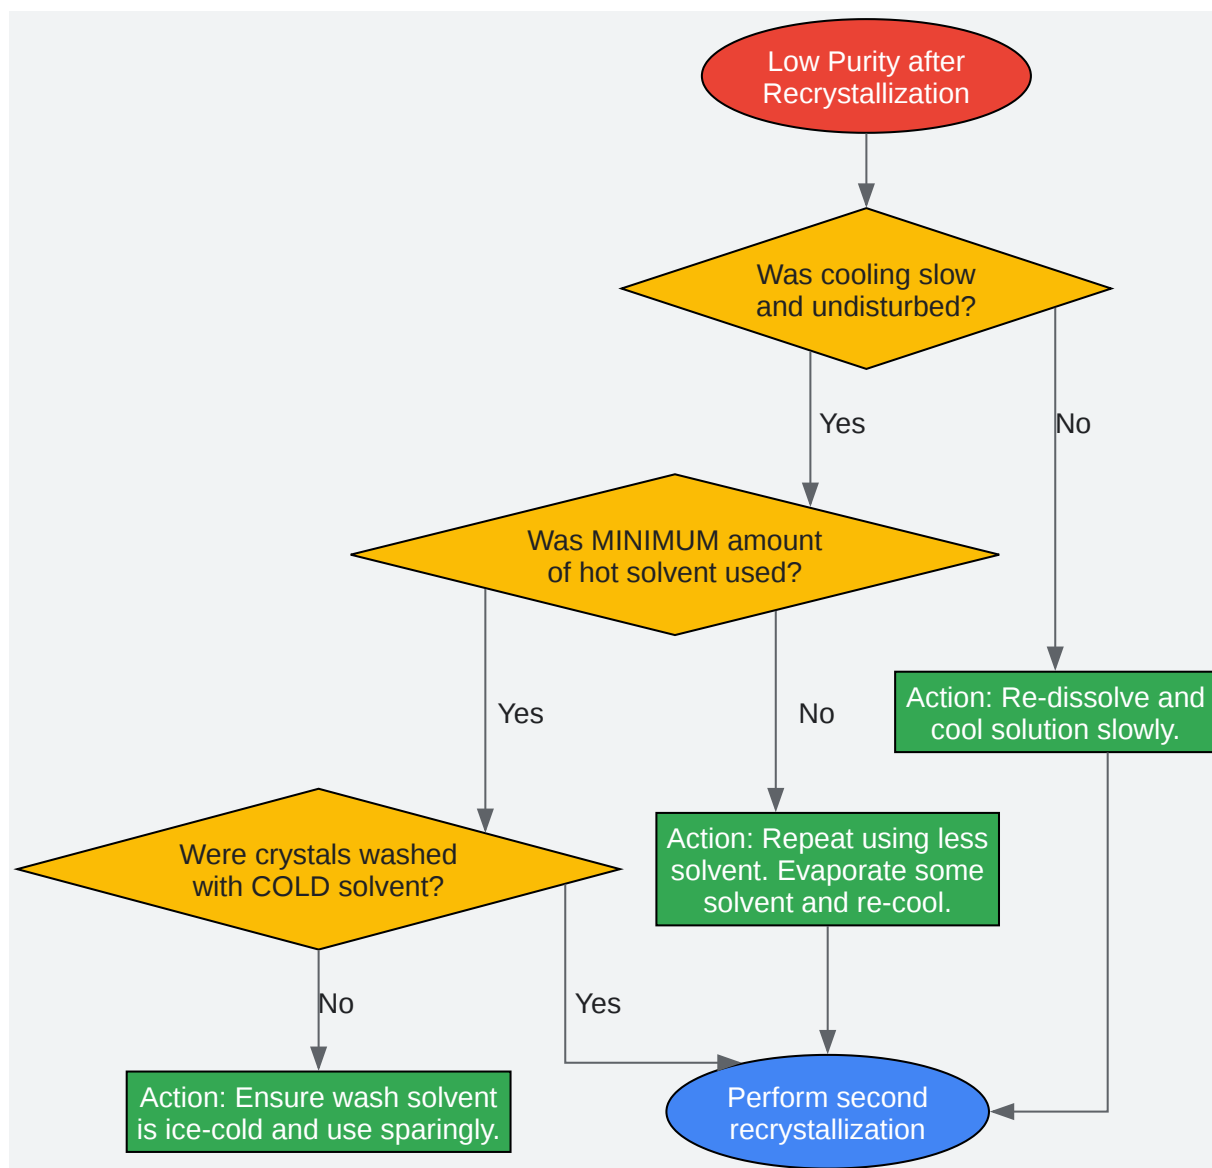 Low Purity after
Recrystallization
Was cooling slow
and undisturbed?
Yes
No
Was MINIMUM amount
of hot solvent used?
Yes
No
Action: Re-dissolve and
cool solution slowly.
Were crystals washed
with COLD solvent?
Action: Repeat using less
solvent. Evaporate some
solvent and re-cool.
No
Yes
Action: Ensure wash solvent
is ice-cold and use sparingly.
Perform second
recrystallization